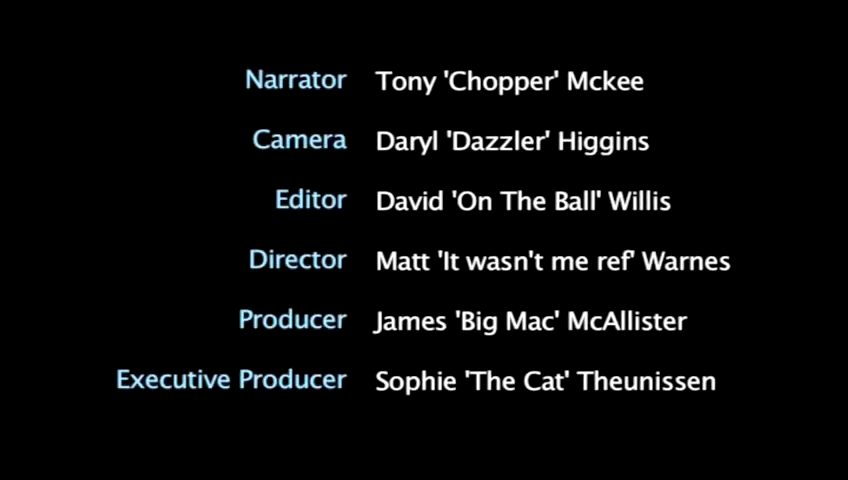 Narrator Tony 'Chopper' Mckee
Camera Daryl 'Dazzler' Higgins
Editor David 'On The Ball' Willis
Director Matt 'It wasn't me ref' Warnes
Producer James 'Big Mac' McAllister
Executive Producer Sophie 'The Cat' Theunissen